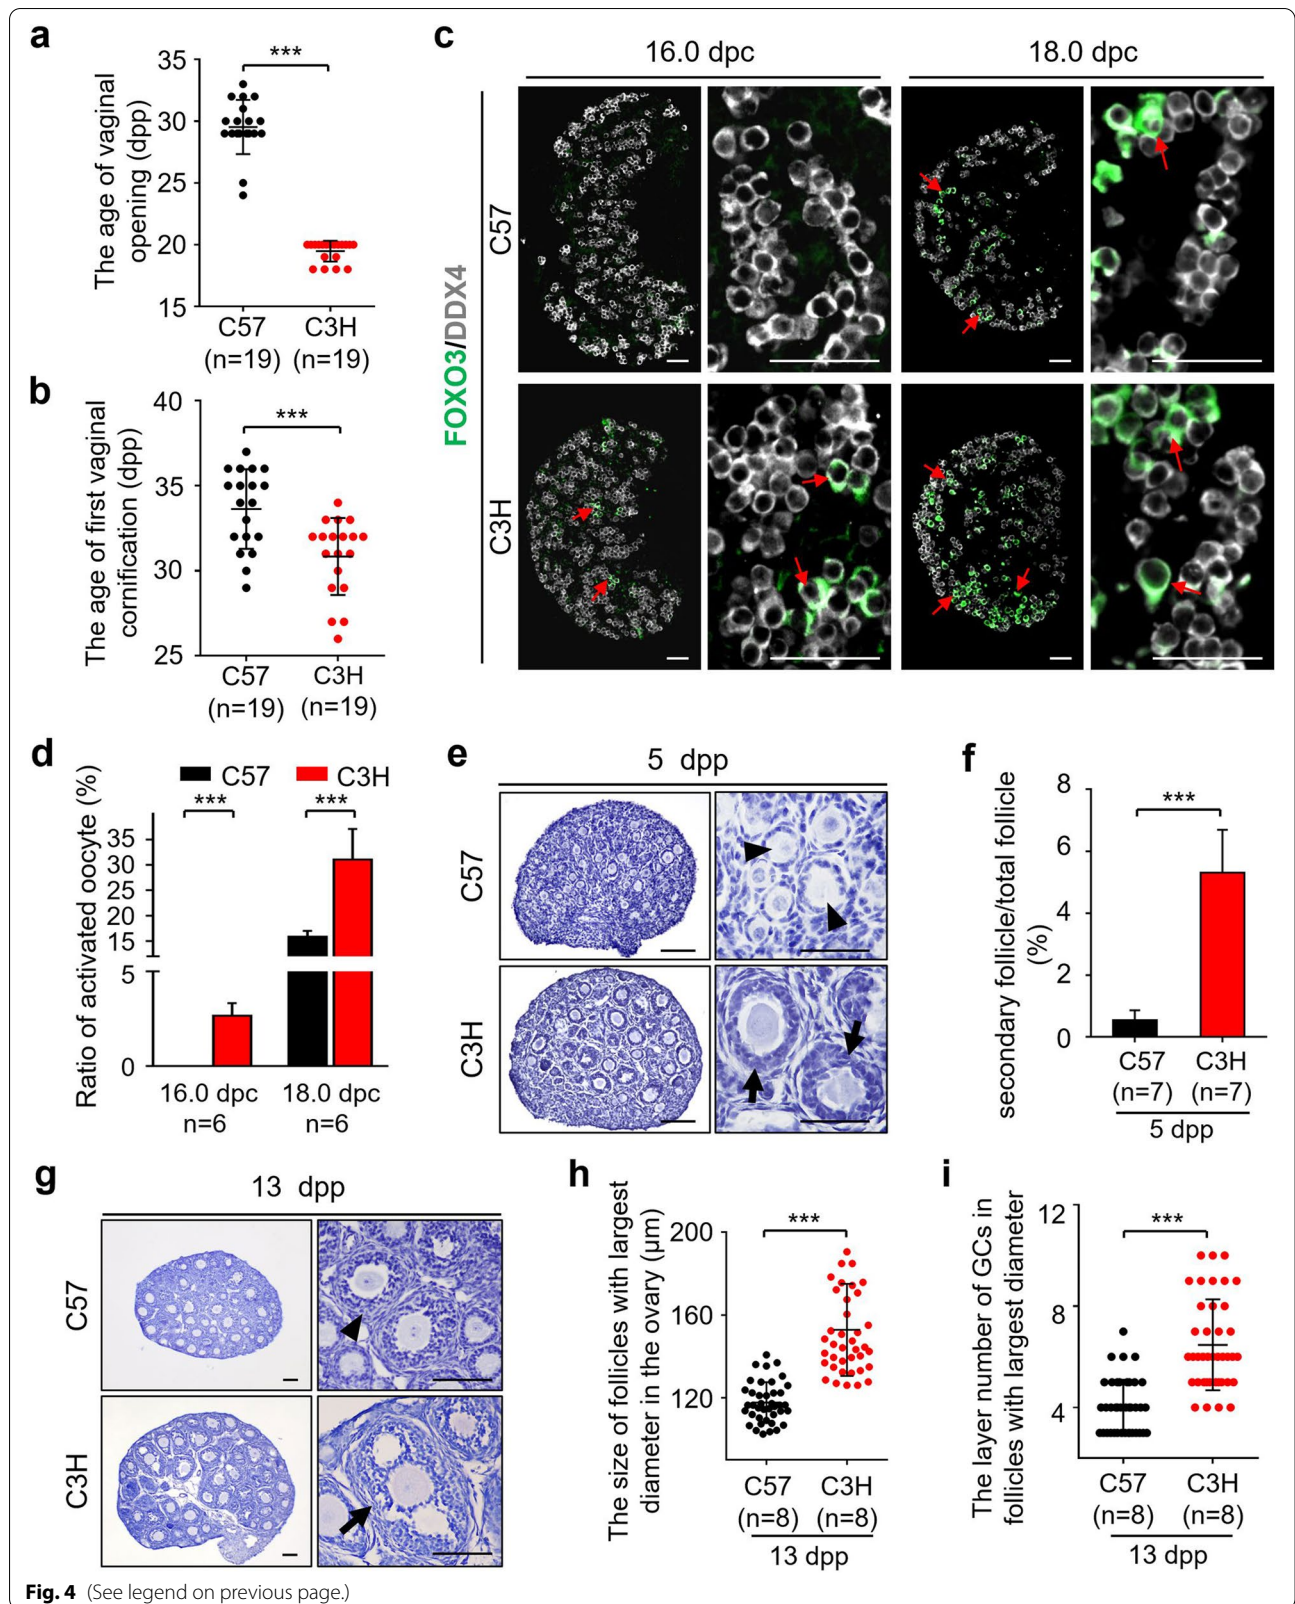 a
***
35
30
25
20
15
The age of vaginal
opening (dpp)
C57
C3H
(n=19)
(n=19)
b
***
40
35
30
25
The age of first vaginal
cornification (dpp)
C57
C3H
(n=19)
(n=19)
c
16.0 dpc
18.0 dpc
C57
C3H
FOXO3/DDX4
d
C57
C3H
***
***
35
30
25
20
15
5
0
Ratio of activated oocyte (%)
16.0 dpc
18.0 dpc
n=6
n=6
e
5 dpp
C57
C3H
f
***
8
6
4
2
0
secondary follicle/total follicle
(%)
C57
C3H
(n=7)
(n=7)
5 dpp
g
13 dpp
C57
C3H
h
***
200
160
120
The size of follicles with largest
diameter in the ovary (μm)
C57
C3H
(n=8)
(n=8)
13 dpp
i
***
12
8
4
The layer number of GCs in
follicles with largest diameter
C57
C3H
(n=8)
(n=8)
13 dpp
Fig. 4 (See legend on previous page.)